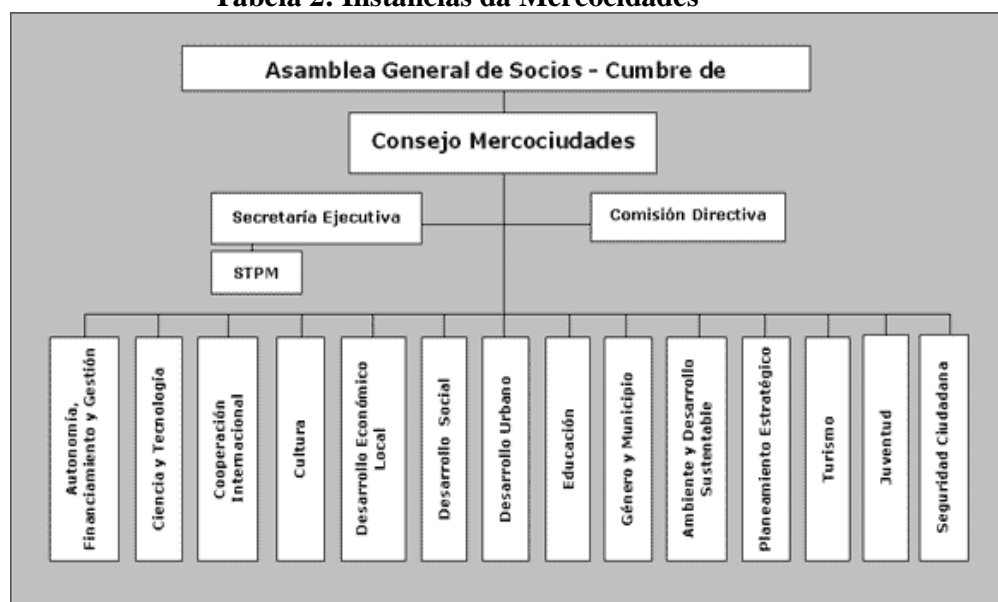 Tabela 2: Instâncias da Mercocidades
Asamblea General de Socios - Cumbre de
Consejo Mercociudades
Secretaría Ejecutiva
Comisión Directiva
STPM
Autonomía,
Financiamiento y Gestión
Ciencia y Tecnología
Cooperación
Internacional
Cultura
Desarrollo Económico
Local
Desarrollo Social
Desarrollo Urbano
Educación
Género y Municipio
Ambiente y Desarrollo
Sustentable
Planeamiento Estratégico
Turismo
Juventud
Seguridad Ciudadana